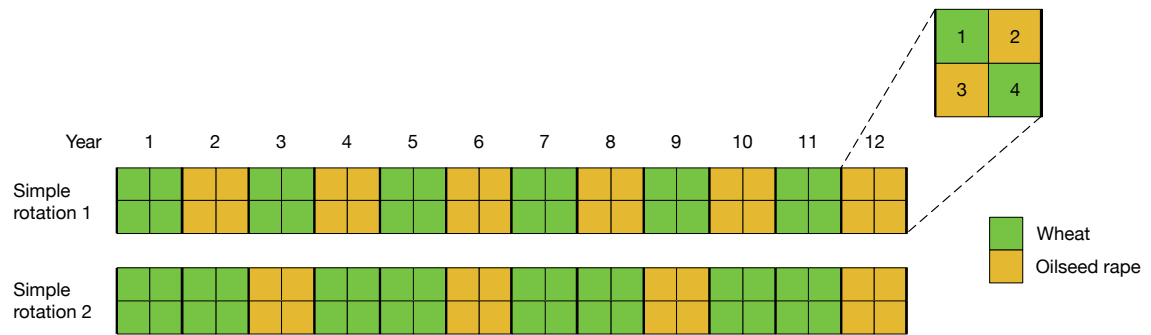 1 2
3 4
Year 1 2 3 4 5 6 7 8 9 10 11 12
Simple
rotation 1
Wheat
Oilseed rape
Simple
rotation 2